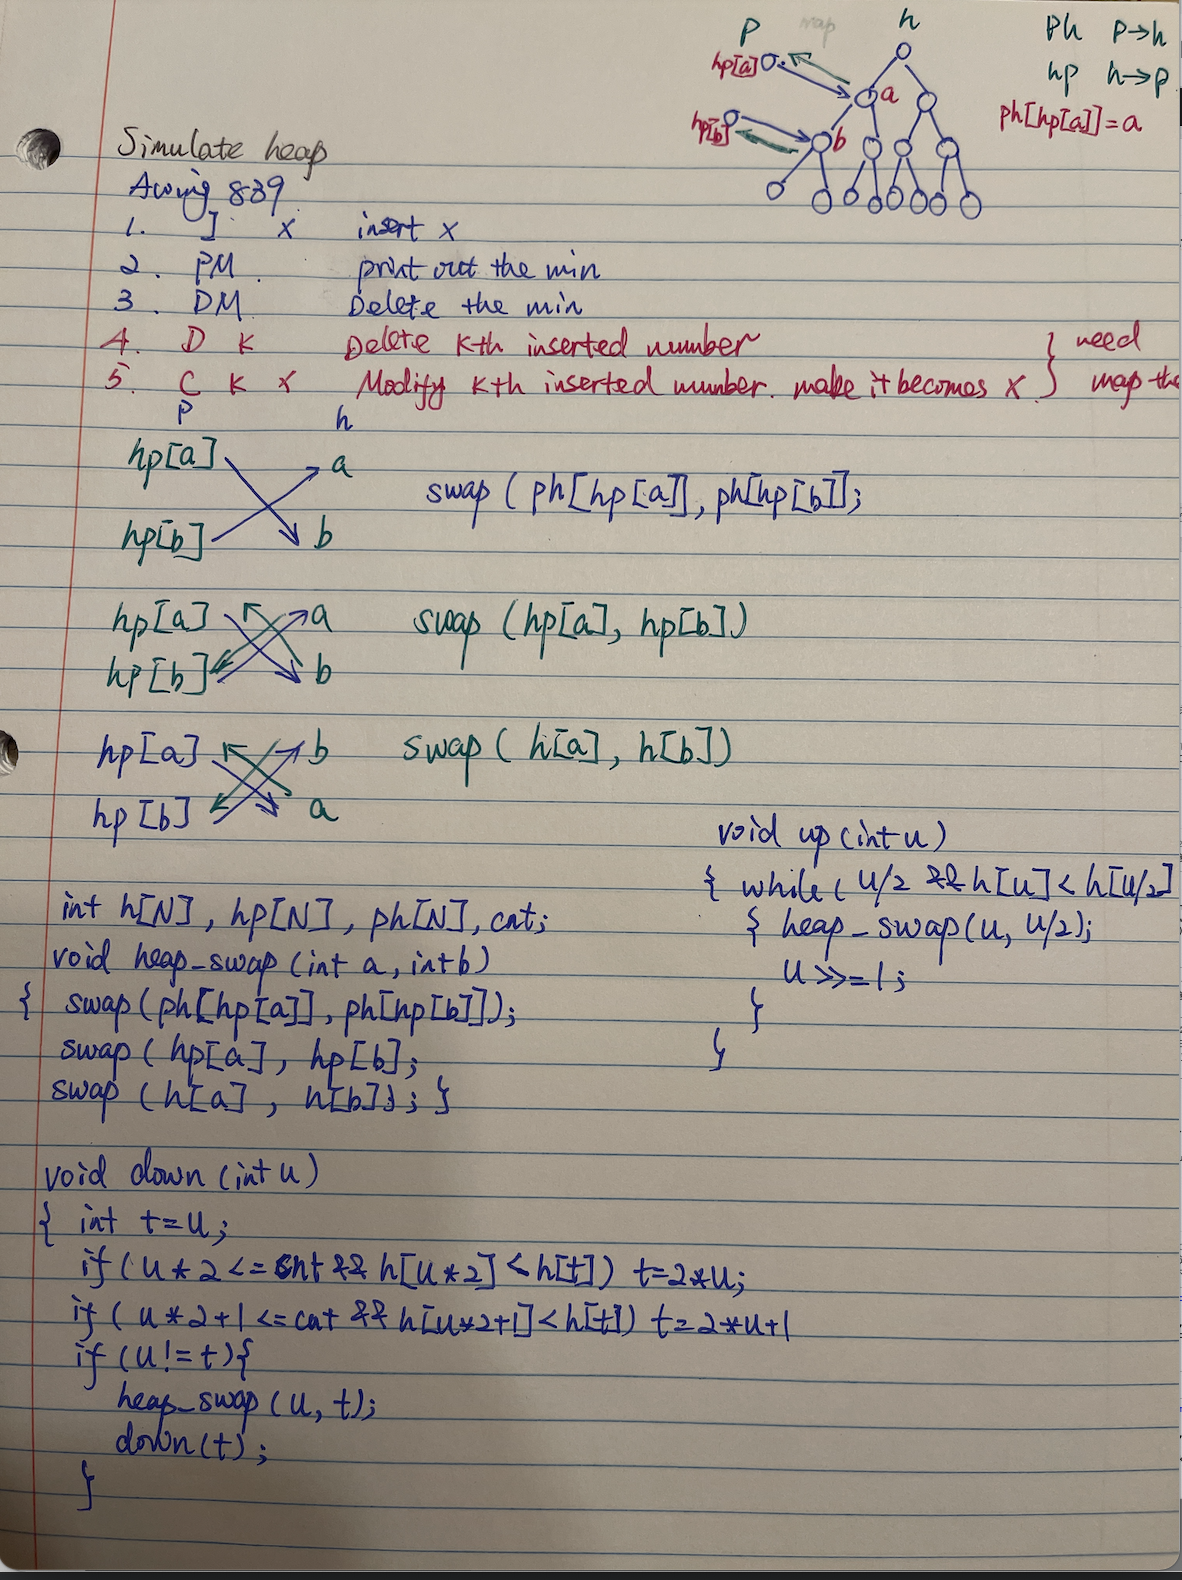 p map h ph p→h
hp[a] hp h→p
a ph[hp[a]]=a
hp[b] b
Simulate heap
Acwing 839
1. I x insert x
2. PM print out the min
3. DM Delete the min
4. D K Delete K-th inserted number } need
5. C K X Modify K-th inserted number. make it becomes x map the
p h
hp[a] a
swap (ph[hp[a]], ph[hp[b]];
hp[b] b
hp[a] a swap (hp[a], hp[b])
hp[b] b
hp[a] b swap (h[a], h[b])
hp[b] a
void up(int u)
{ while( u/2 && h[u]<h[u/2]
{ heap_swap(u, u/2);
u>>=1;
}
}
int h[N], hp[N], ph[N], cnt;
void heap_swap(int a, int b)
{ swap(ph[hp[a]], ph[hp[b]]);
swap(hp[a], hp[b];
swap(h[a], h[b]); }
void down(int u)
{ int t=u;
if(u*2<=cnt && h[u*2]<h[t]) t=2*u;
if(u*2+1<=cnt && h[u*2+1]<h[t]) t=2*u+1
if(u!=t){
heap_swap(u, t);
down(t);
}